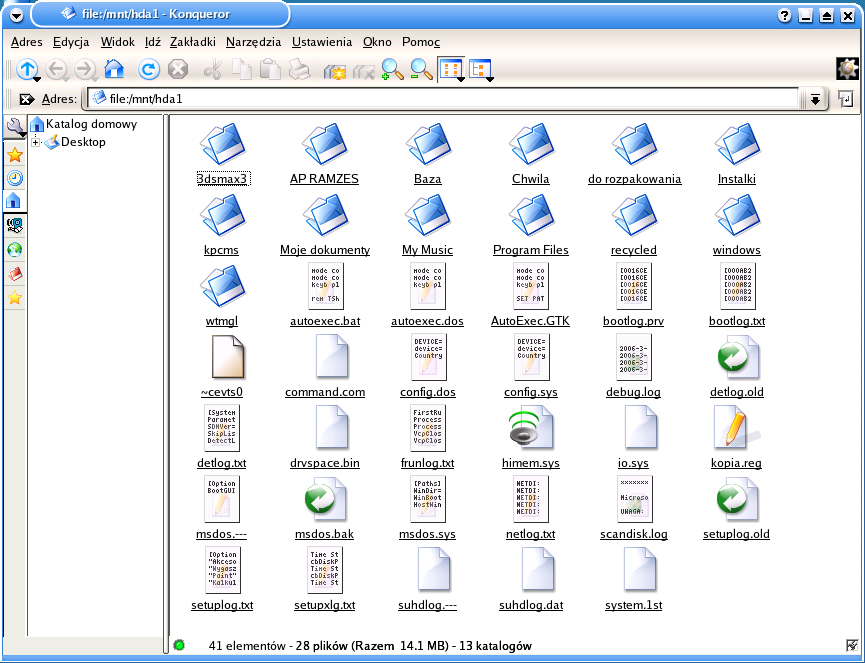 file:/mnt/hda1 - Konqueror
Adres Edycja Widok Idź Zakładki Narzędzia Ustawienia Okno Pomoc
Adres: file:/mnt/hda1
Katalog domowy
Desktop
3dsmax3 AP RAMZES Baza Chwila do rozpakowania Instalki
kpcms Moje dokumenty My Music Program Files recycled windows
wtmgl autoexec.bat autoexec.dos AutoExec.GTK bootlog.prv bootlog.txt
~cevts0 command.com config.dos config.sys debug.log detlog.old
detlog.txt drvspace.bin frunlog.txt himem.sys io.sys kopia.reg
msdos.--- msdos.bak msdos.sys netlog.txt scandisk.log setuplog.old
setuplog.txt setupxlg.txt suhdlog.--- suhdlog.dat system.1st
41 elementów - 28 plików (Razem 14.1 MB) - 13 katalogów